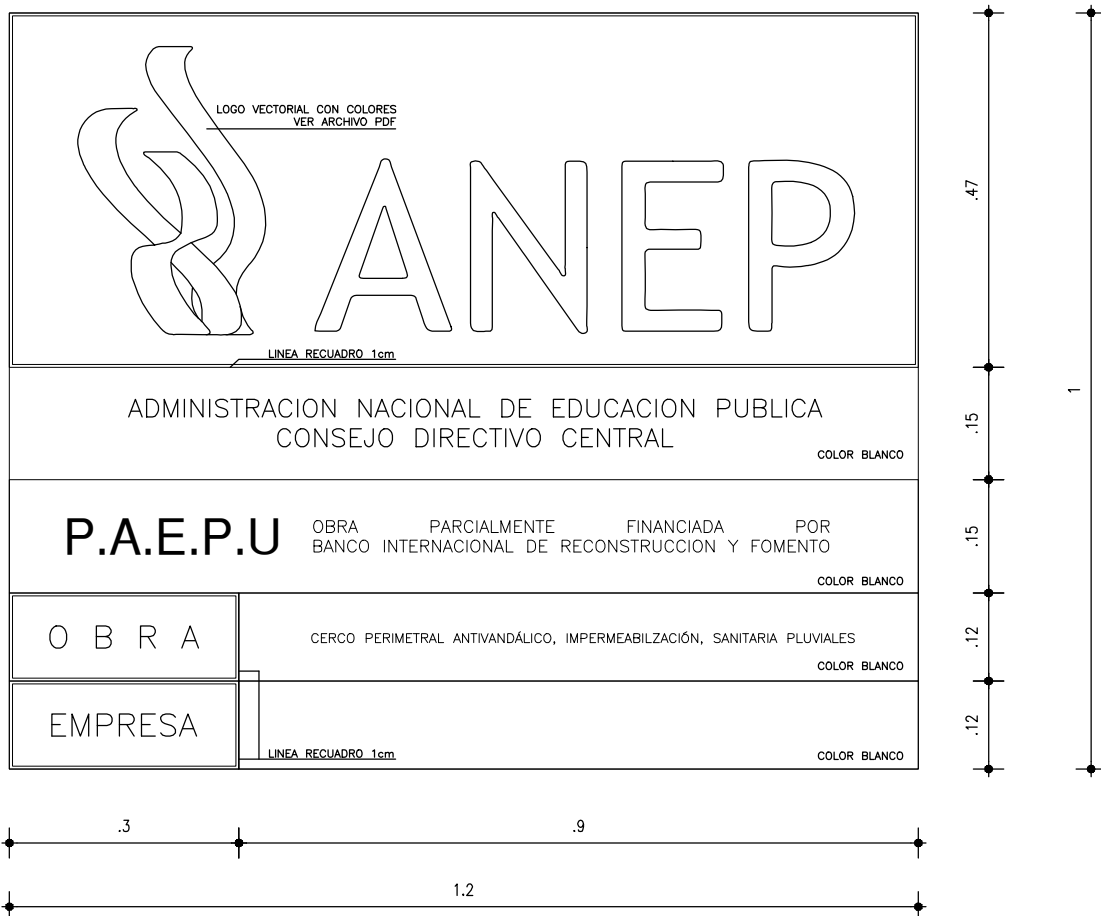 LOGO VECTORIAL CON COLORES
VER ARCHIVO PDF
ANEP
.47
LINEA RECUADRO 1cm
ADMINISTRACION NACIONAL DE EDUCACION PUBLICA
CONSEJO DIRECTIVO CENTRAL
COLOR BLANCO
.15
1
P.A.E.P.U
OBRA PARCIALMENTE FINANCIADA POR
BANCO INTERNACIONAL DE RECONSTRUCCION Y FOMENTO
COLOR BLANCO
.15
O B R A
CERCO PERIMETRAL ANTIVANDÁLICO, IMPERMEABILZACIÓN, SANITARIA PLUVIALES
COLOR BLANCO
.12
EMPRESA
LINEA RECUADRO 1cm
COLOR BLANCO
.12
.3
.9
1.2